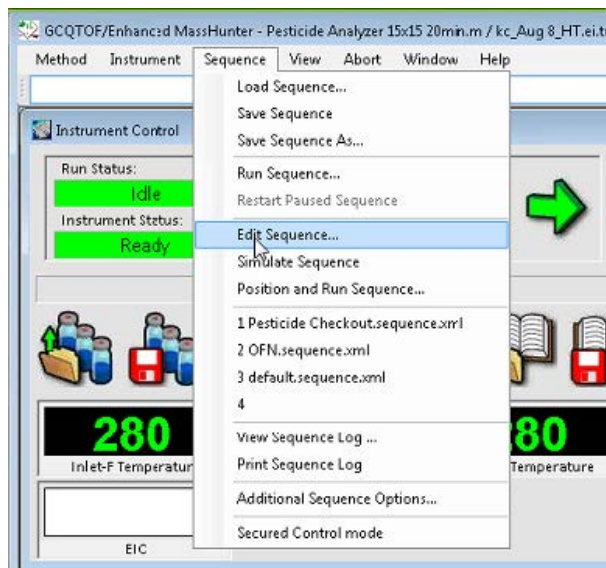 GCQTOF/Enhanced MassHunter - Pesticide Analyzer 15x15 20min.m / kc_Aug 8_HT.ei.t
Method Instrument Sequence View Abort Window Help
Load Sequence...
Save Sequence
Instrument Control
Save Sequence As...
Run Status:
Run Sequence...
Idle
Restart Paused Sequence
Instrument Status:
Ready
Edit Sequence...
Simulate Sequence
Position and Run Sequence...
1 Pesticide Checkout.sequence.xml
2 OFN.sequence.xml
3 default.sequence.xml
4
280
80
View Sequence Log ...
Inlet-F Temperatur
Temperature
Print Sequence Log
Additional Sequence Options...
Secured Control mode
EIC